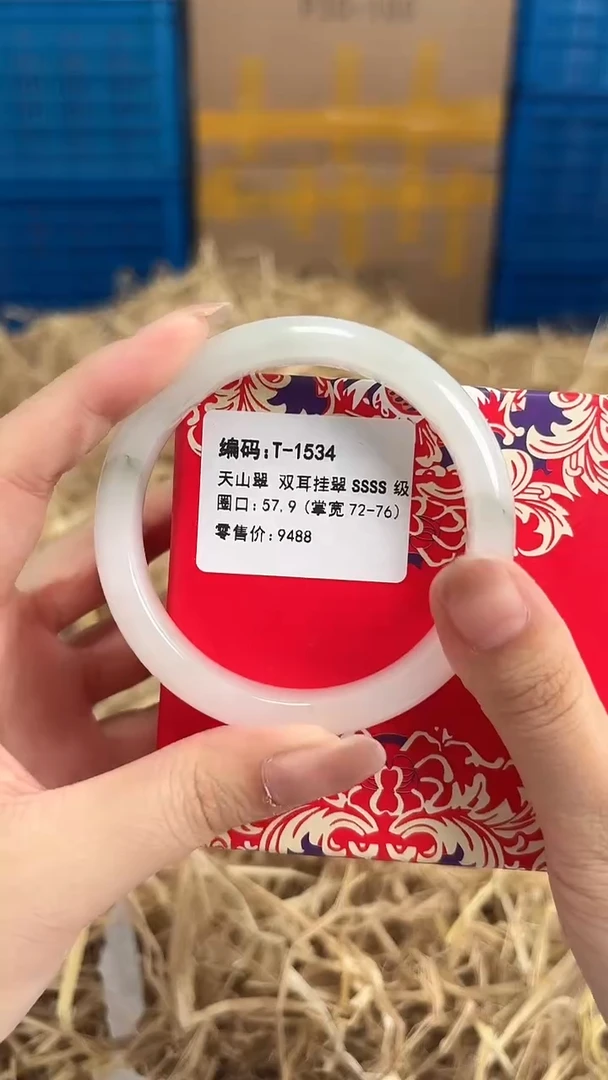 编码:T-1534
天山翠 双耳挂翠 SSSS 级
圈口:57.9(掌宽 72-76)
零售价:9488